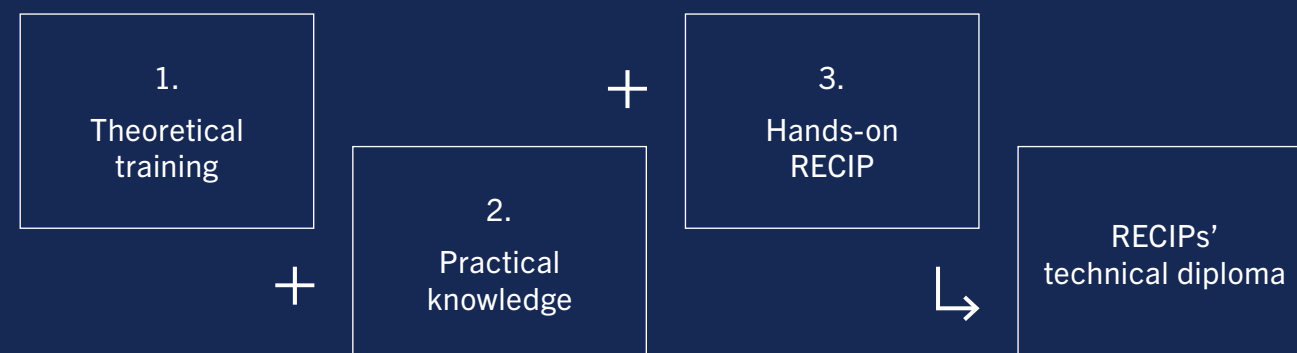 1.
Theoretical
training
+
2.
Practical
knowledge
+
3.
Hands-on
RECIP
RECIPs’
technical diploma